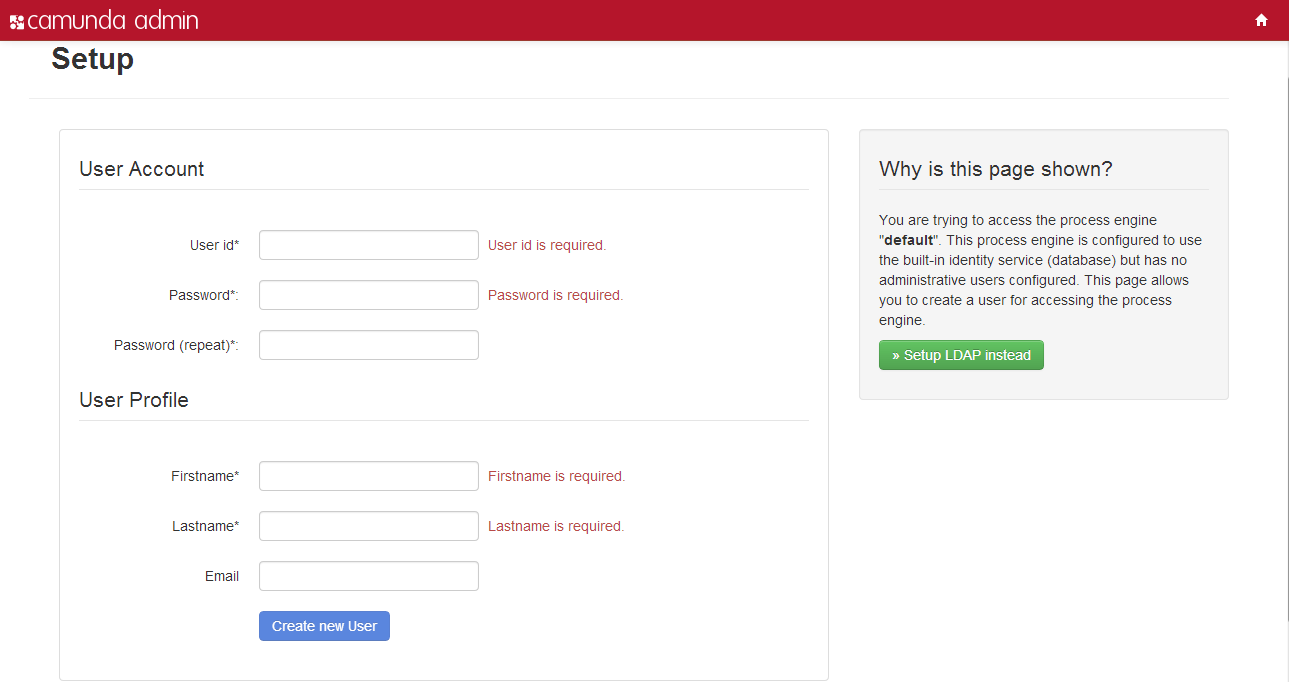 camunda admin
Setup
User Account
User id*
User id is required.
Password*:
Password is required.
Password (repeat)*:
User Profile
Firstname*
Firstname is required.
Lastname*
Lastname is required.
Email
Create new User
Why is this page shown?
You are trying to access the process engine
"default". This process engine is configured to use
the built-in identity service (database) but has no
administrative users configured. This page allows
you to create a user for accessing the process
engine.
» Setup LDAP instead